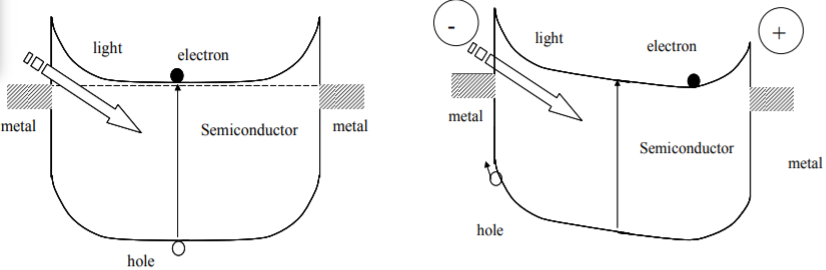 light
electron
metal
Semiconductor
metal
hole
-
light
electron
+
metal
Semiconductor
metal
hole